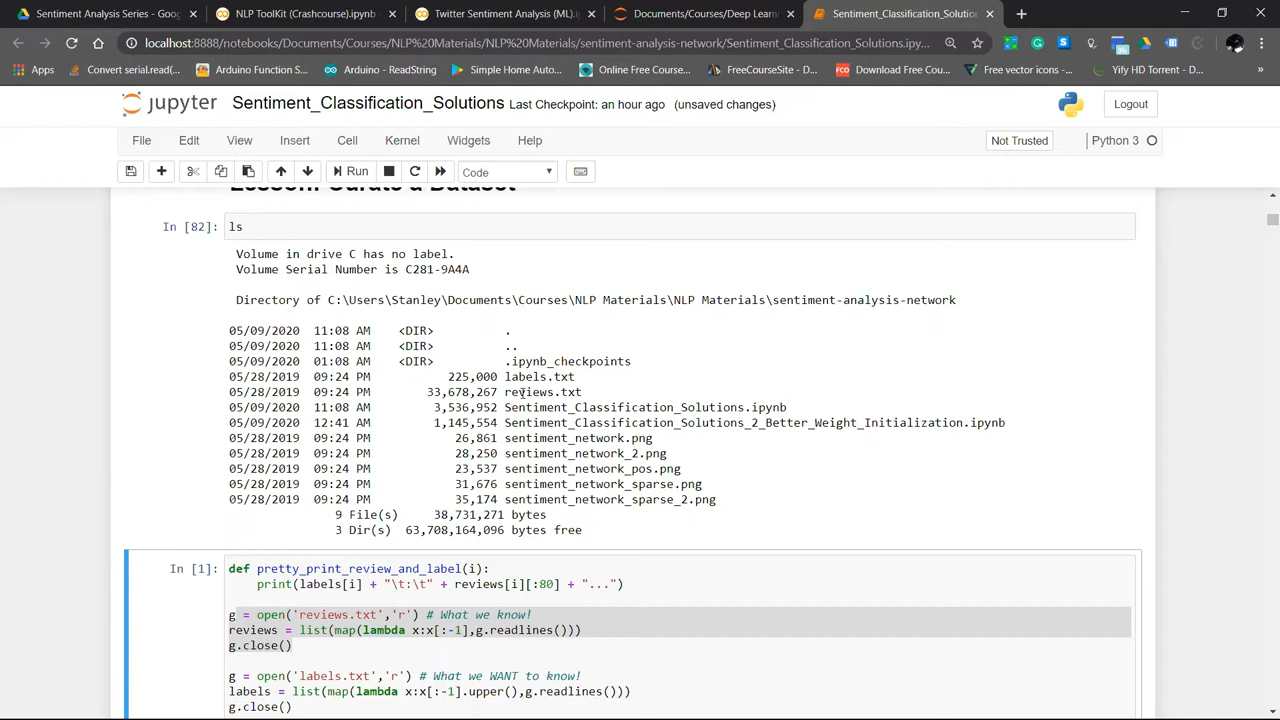 Sentiment Analysis Series - Goog
NLP ToolKit (Crashcourse).ipynb -
Twitter Sentiment Analysis (ML).i
Documents/Courses/Deep Learn
Sentiment_Classification_Solution
localhost:8888/notebooks/Documents/Courses/NLP%20Materials/NLP%20Materials/sentiment-analysis-network/Sentiment_Classification_Solutions.ipy...
Apps
Convert serial.read(...
Arduino Function S...
Arduino - ReadString
Simple Home Auto...
Online Free Course...
FreeCourseSite - D...
Download Free Cou...
Free vector icons -...
Yify HD Torrent - D...
»
jupyter Sentiment_Classification_Solutions Last Checkpoint: an hour ago (unsaved changes) Logout
File Edit View Insert Cell Kernel Widgets Help Not Trusted Python 3
Run Code
Lesson: Curate a Dataset
In [82]: ls
Volume in drive C has no label.
Volume Serial Number is C281-9A4A
Directory of C:\Users\Stanley\Documents\Courses\NLP Materials\NLP Materials\sentiment-analysis-network
05/09/2020 11:08 AM <DIR> .
05/09/2020 11:08 AM <DIR> ..
05/09/2020 01:08 AM <DIR> .ipynb_checkpoints
05/28/2019 09:24 PM 225,000 labels.txt
05/28/2019 09:24 PM 33,678,267 reviews.txt
05/09/2020 11:08 AM 3,536,952 Sentiment_Classification_Solutions.ipynb
05/09/2020 12:41 AM 1,145,554 Sentiment_Classification_Solutions_2_Better_Weight_Initialization.ipynb
05/28/2019 09:24 PM 26,861 sentiment_network.png
05/28/2019 09:24 PM 28,250 sentiment_network_2.png
05/28/2019 09:24 PM 23,537 sentiment_network_pos.png
05/28/2019 09:24 PM 31,676 sentiment_network_sparse.png
05/28/2019 09:24 PM 35,174 sentiment_network_sparse_2.png
9 File(s) 38,731,271 bytes
3 Dir(s) 63,708,164,096 bytes free
In [1]: def pretty_print_review_and_label(i):
print(labels[i] + "\t:\t" + reviews[i][:80] + "...")
g = open('reviews.txt','r') # What we know!
reviews = list(map(lambda x:x[:-1],g.readlines()))
g.close()
g = open('labels.txt','r') # What we WANT to know!
labels = list(map(lambda x:x[:-1].upper(),g.readlines()))
g.close()